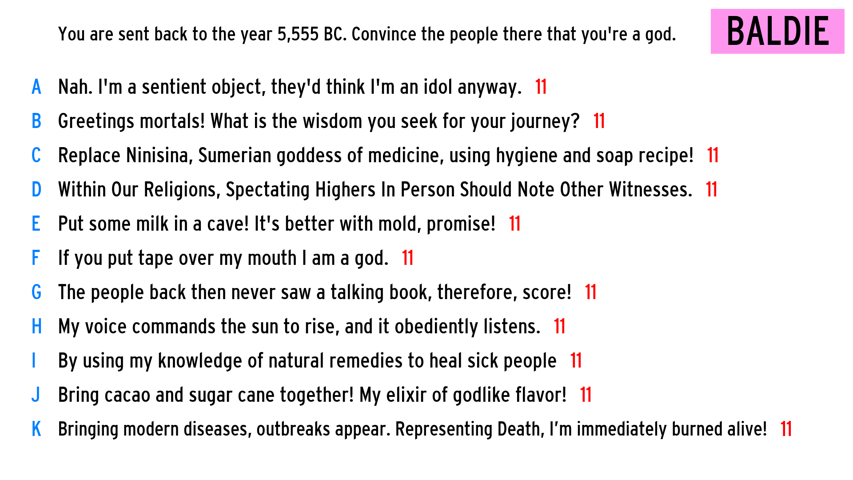 You are sent back to the year 5,555 BC. Convince the people there that you're a god.
BALDIE
A Nah. I'm a sentient object, they'd think I'm an idol anyway. 11
B Greetings mortals! What is the wisdom you seek for your journey? 11
C Replace Ninisina, Sumerian goddess of medicine, using hygiene and soap recipe! 11
D Within Our Religions, Spectating Highers In Person Should Note Other Witnesses. 11
E Put some milk in a cave! It's better with mold, promise! 11
F If you put tape over my mouth I am a god. 11
G The people back then never saw a talking book, therefore, score! 11
H My voice commands the sun to rise, and it obediently listens. 11
I By using my knowledge of natural remedies to heal sick people 11
J Bring cacao and sugar cane together! My elixir of godlike flavor! 11
K Bringing modern diseases, outbreaks appear. Representing Death, I’m immediately burned alive! 11